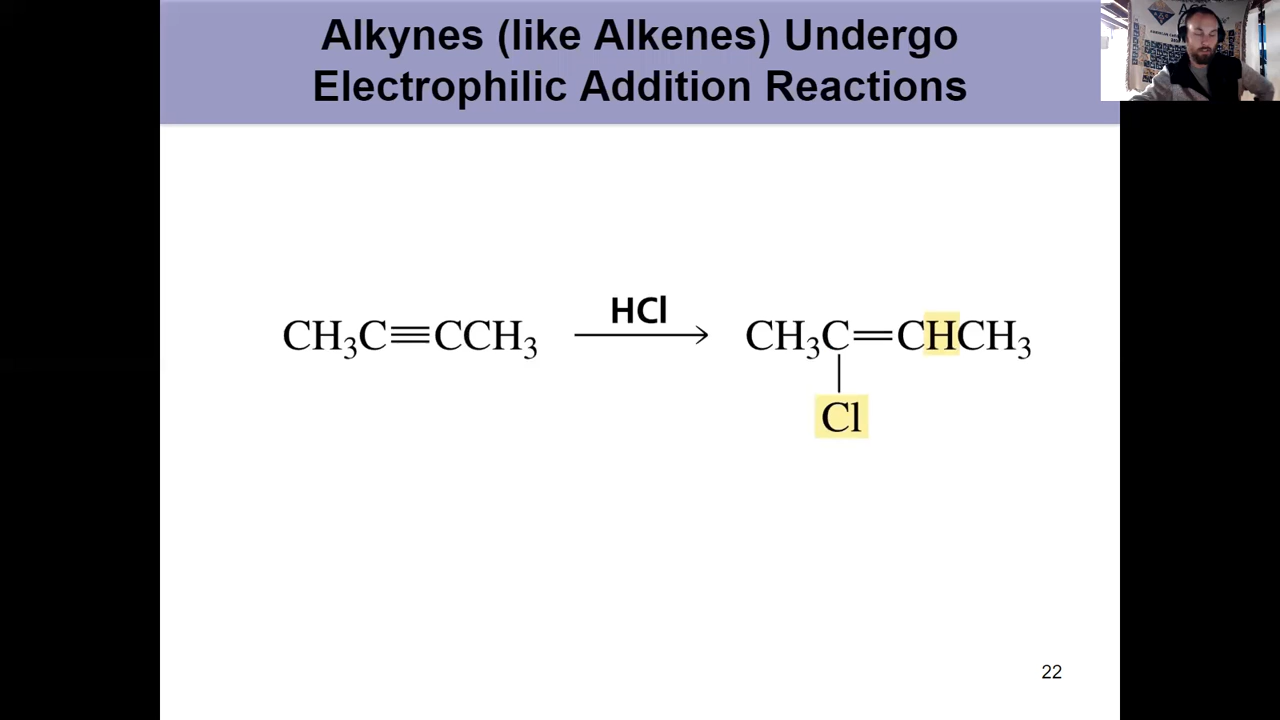 Alkynes (like Alkenes) Undergo
Electrophilic Addition Reactions
HCl
CH₃C≡CCH₃ ⟶ CH₃C=CHCH₃
Cl
22